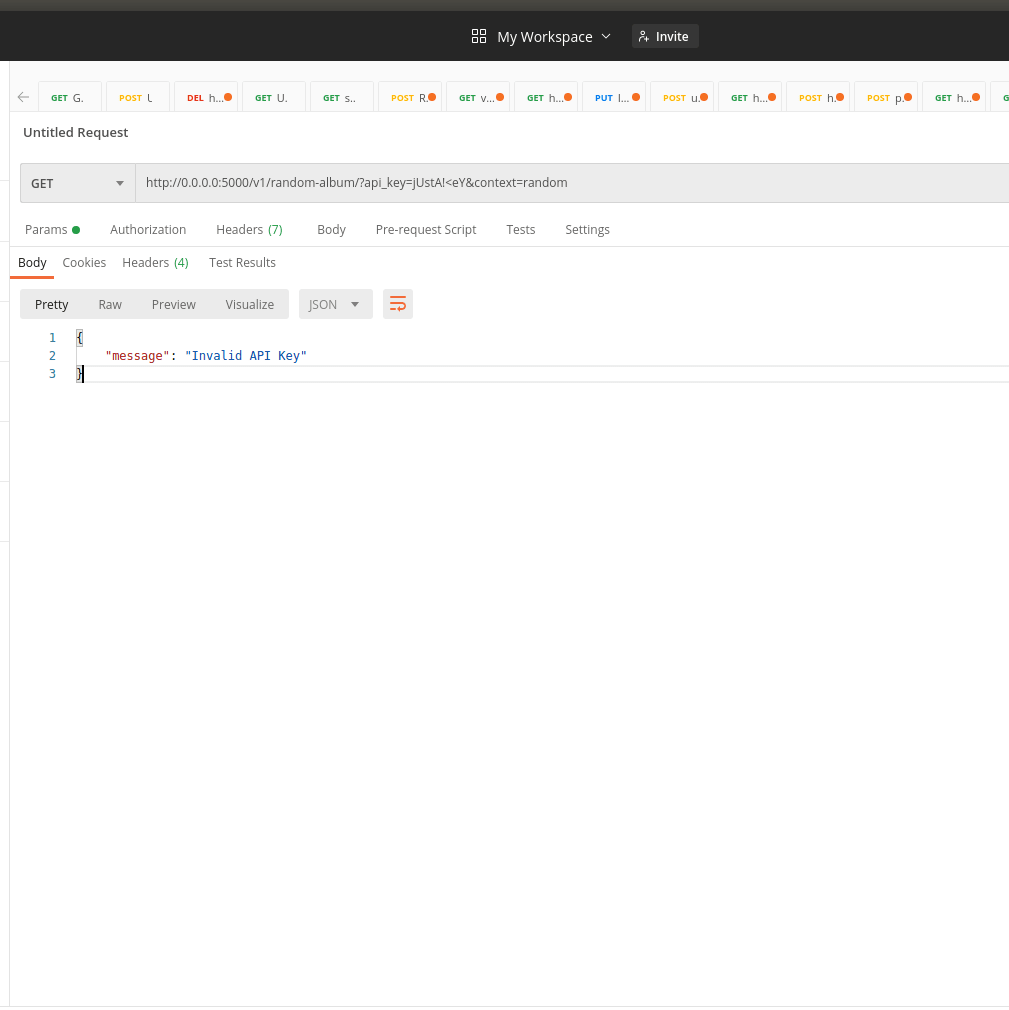 My Workspace Invite
GET G. POST U DEL h... GET U. GET s.. POST R. GET v... GET h... PUT l... POST u. GET h... POST h. POST p. GET h... G
Untitled Request
GET http://0.0.0.0:5000/v1/random-album/?api_key=jUstA!<eY&context=random
Params Authorization Headers (7) Body Pre-request Script Tests Settings
Body Cookies Headers (4) Test Results
Pretty Raw Preview Visualize JSON
1 {
2 "message": "Invalid API Key"
3 }